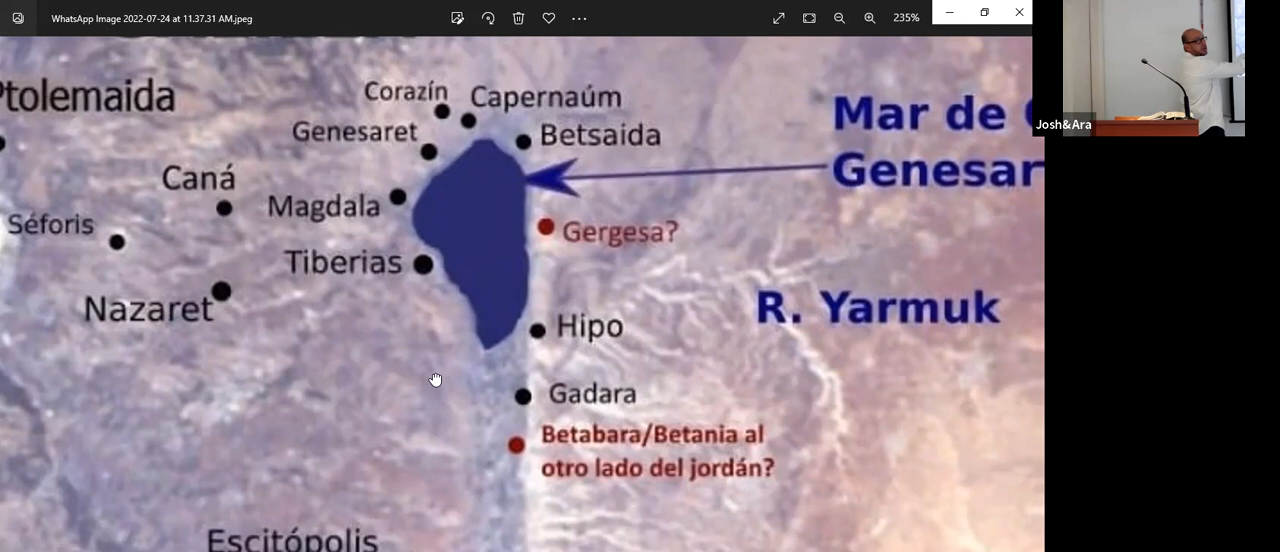 WhatsApp Image 2022-07-24 at 11.37.31 AM.jpeg
235%
Josh&Ara
Ptolemaida
Corazín
Capernaúm
Genesaret
Betsaida
Mar de
Genesar
Caná
Magdala
Séforis
Gergesa?
Tiberias
Nazaret
R. Yarmuk
Hipo
Gadara
Betabara/Betania al
otro lado del jordán?
Escitópolis